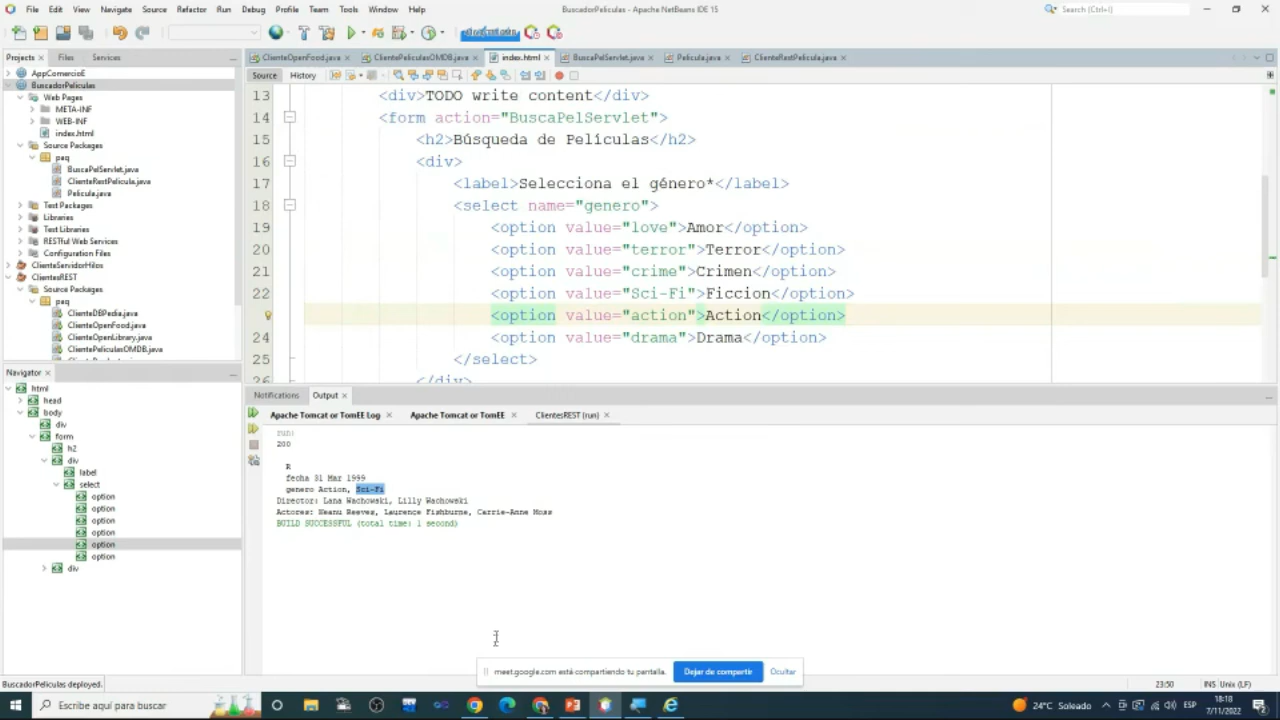 File Edit View Navigate Source Refactor Run Debug Profile Team Tools Window Help
BuscadorPeliculas - Apache NetBeans IDE 15
Search (Ctrl+I)
Projects Files Services
ClienteOpenFood.java ClientePeliculasOMDB.java index.html BuscaPelServlet.java Pelicula.java ClienteRestPelicula.java
Source History
AppComercioE
BuscadorPeliculas
Web Pages
META-INF
WEB-INF
index.html
Source Packages
paq
BuscaPelServlet.java
ClienteRestPelicula.java
Pelicula.java
Test Packages
Libraries
Test Libraries
RESTful Web Services
Configuration Files
ClienteServidorHilos
ClientesREST
Source Packages
paq
ClienteDBPedia.java
ClienteOpenFood.java
ClienteOpenLibrary.java
ClientePeliculasOMDB.java
13 <div>TODO write content</div>
14 <form action="BuscaPelServlet">
15 <h2>Búsqueda de Películas</h2>
16 <div>
17 <label>Selecciona el género*</label>
18 <select name="genero">
19 <option value="love">Amor</option>
20 <option value="terror">Terror</option>
21 <option value="crime">Crimen</option>
22 <option value="Sci-Fi">Ficcion</option>
<option value="action">Action</option>
24 <option value="drama">Drama</option>
25 </select>
26 </div>
Navigator
html
head
body
div
form
h2
div
label
select
option
option
option
option
option
option
div
Notifications Output
Apache Tomcat or TomEE Log Apache Tomcat or TomEE ClientesREST (run)
run:
200
R
fecha 31 Mar 1999
genero Action, Sci-Fi
Director: Lana Wachowski, Lilly Wachowski
Actores: Keanu Reeves, Laurence Fishburne, Carrie-Anne Moss
BUILD SUCCESSFUL (total time: 1 second)
meet.google.com está compartiendo tu pantalla. Dejar de compartir Ocultar
BuscadorPeliculas deployed.
23:50 INS Unix (LF)
Escribe aquí para buscar
24°C Soleado
ESP
18:18
7/11/2022